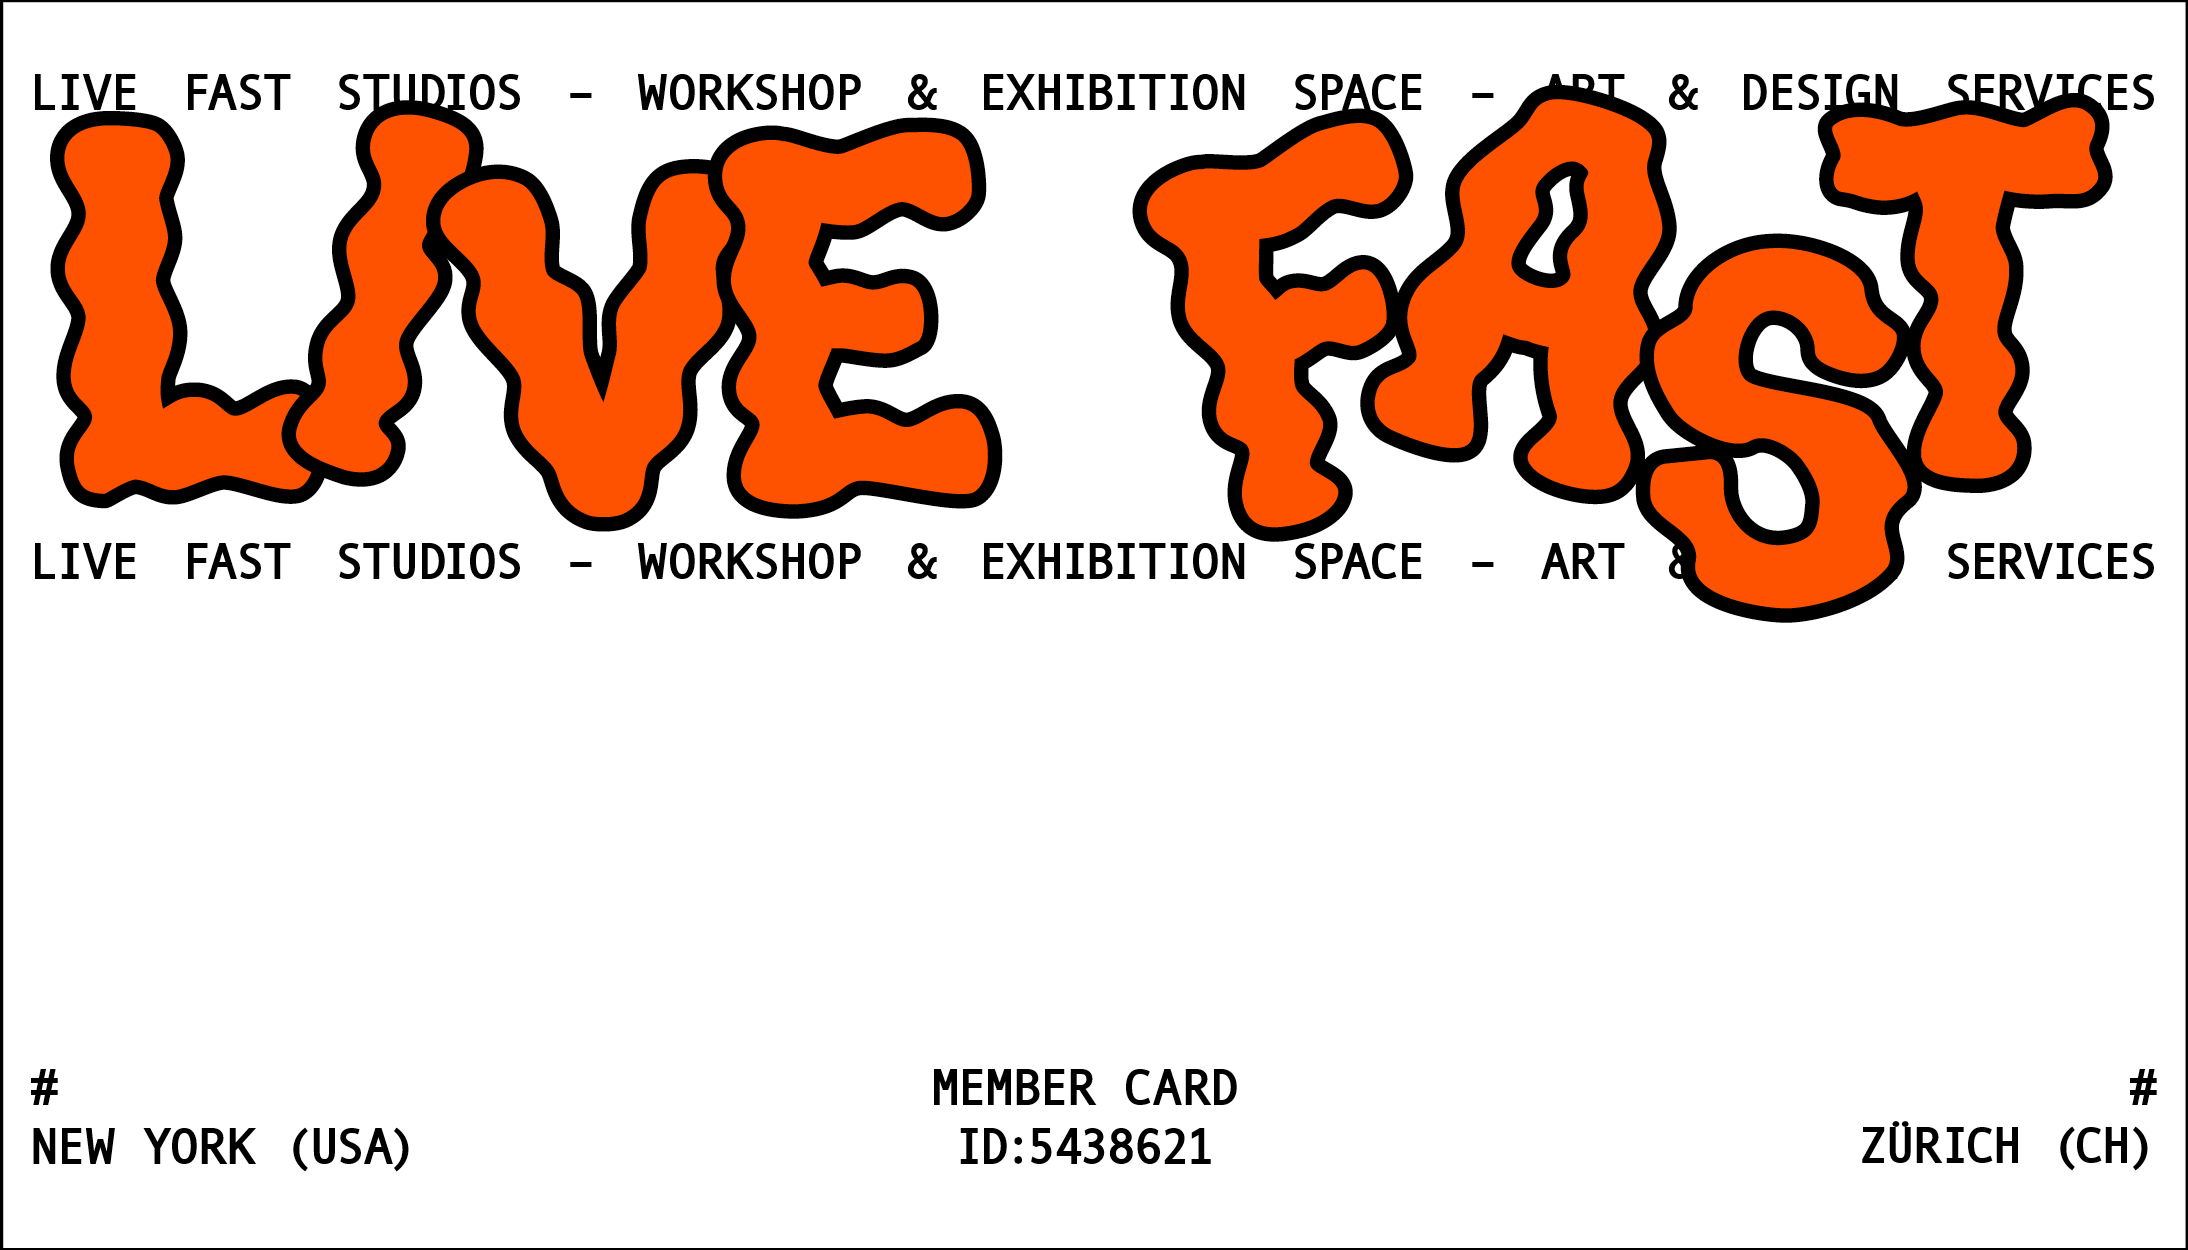 LIVE FAST STUDIOS – WORKSHOP & EXHIBITION SPACE – ART & DESIGN SERVICES
LIVE FAST
LIVE FAST STUDIOS – WORKSHOP & EXHIBITION SPACE – ART & SERVICES
# MEMBER CARD #
NEW YORK (USA) ID:5438621 ZÜRICH (CH)